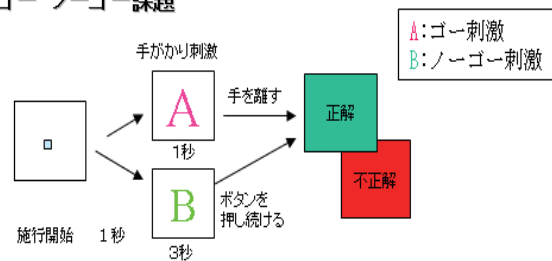 ゴー・ノーゴー課題
A:ゴー刺激
B:ノーゴー刺激
手がかり刺激
A
1秒
手を離す
正解
不正解
B
3秒
ボタンを
押し続ける
施行開始 1秒